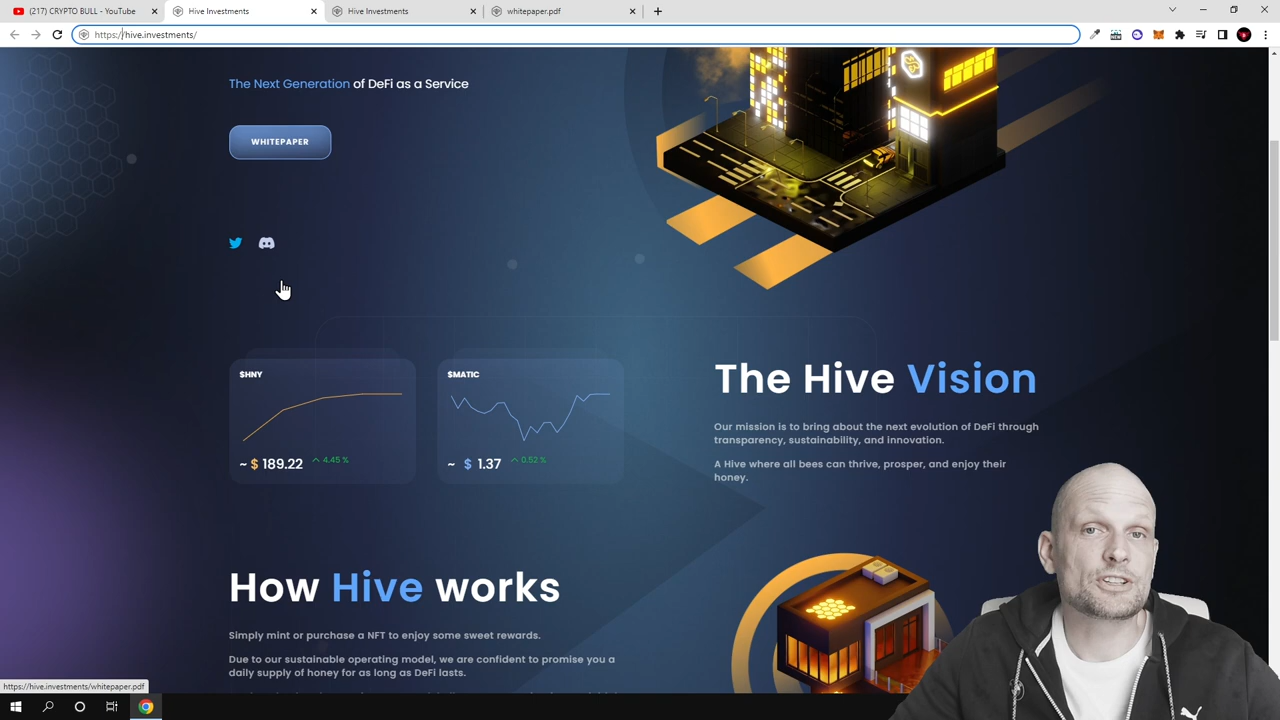 (217) CRYPTO BULL - YouTube
Hive Investments
Hive Investments
whitepaper.pdf
https://hive.investments/
The Next Generation of DeFi as a Service
WHITEPAPER
$HNY
~ $ 189.22
4.45 %
$MATIC
~ $ 1.37
0.52 %
The Hive Vision
Our mission is to bring about the next evolution of DeFi through
transparency, sustainability, and innovation.
A Hive where all bees can thrive, prosper, and enjoy their
honey.
How Hive works
Simply mint or purchase a NFT to enjoy some sweet rewards.
Due to our sustainable operating model, we are confident to promise you a
daily supply of honey for as long as DeFi lasts.
https://hive.investments/whitepaper.pdf